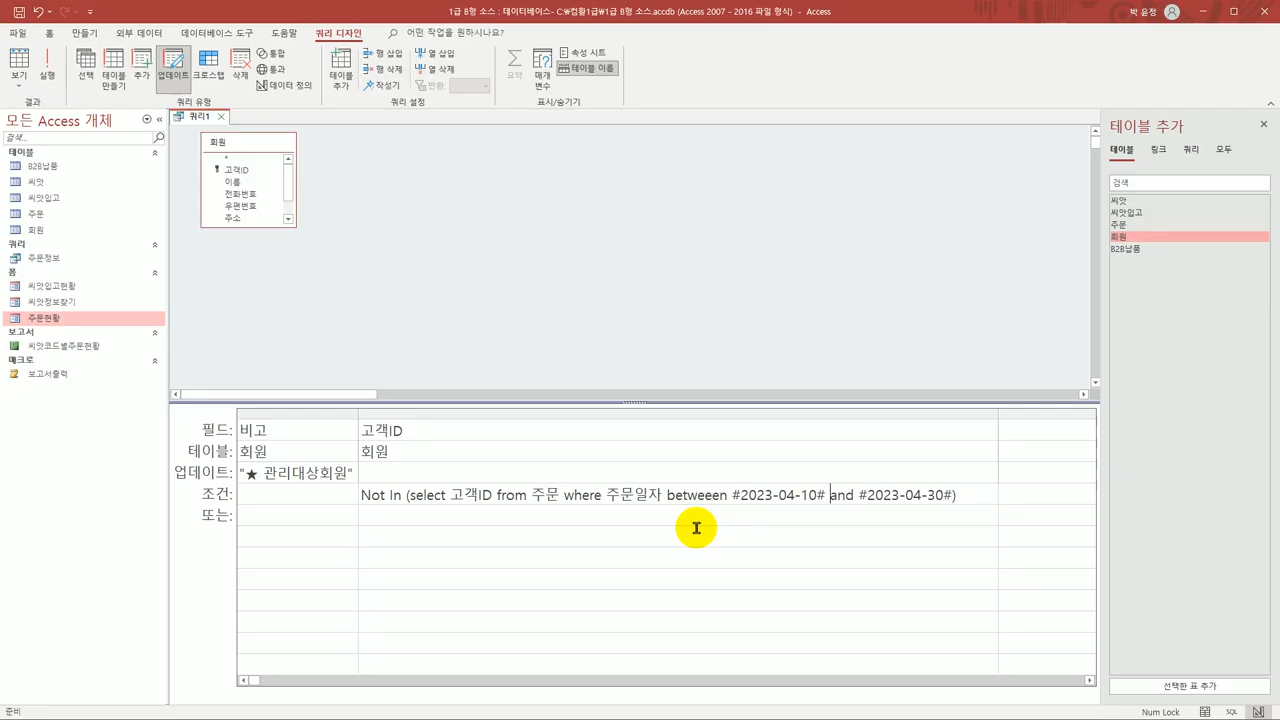 1급 B형 소스 : 데이터베이스- C:₩컴활1급₩1급 B형 소스.accdb (Access 2007 - 2016 파일 형식) - Access
박 윤정
파일 홈 만들기 외부 데이터 데이터베이스 도구 도움말 쿼리 디자인 어떤 작업을 원하시나요?
보기 실행 선택 테이블 만들기 추가 업데이트 크로스탭 삭제
통합
통과
데이터 정의
테이블 추가
행 삽입
행 삭제
작성기
열 삽입
열 삭제
반환:
요약
매개 변수
속성 시트
테이블 이름
결과 쿼리 유형 쿼리 설정 표시/숨기기
모든 Access 개체
검색...
테이블
B2B납품
씨앗
씨앗입고
주문
회원
쿼리
주문정보
폼
씨앗입고현황
씨앗정보찾기
주문현황
보고서
씨앗코드별주문현황
매크로
보고서출력
쿼리1
회원
*
고객ID
이름
전화번호
우편번호
주소
필드: 비고 고객ID
테이블: 회원 회원
업데이트: "★ 관리대상회원"
조건: Not In (select 고객ID from 주문 where 주문일자 betweeen #2023-04-10# and #2023-04-30#)
또는:
테이블 추가
테이블 링크 쿼리 모두
검색
씨앗
씨앗입고
주문
회원
B2B납품
선택한 표 추가
준비
Num Lock
SQL